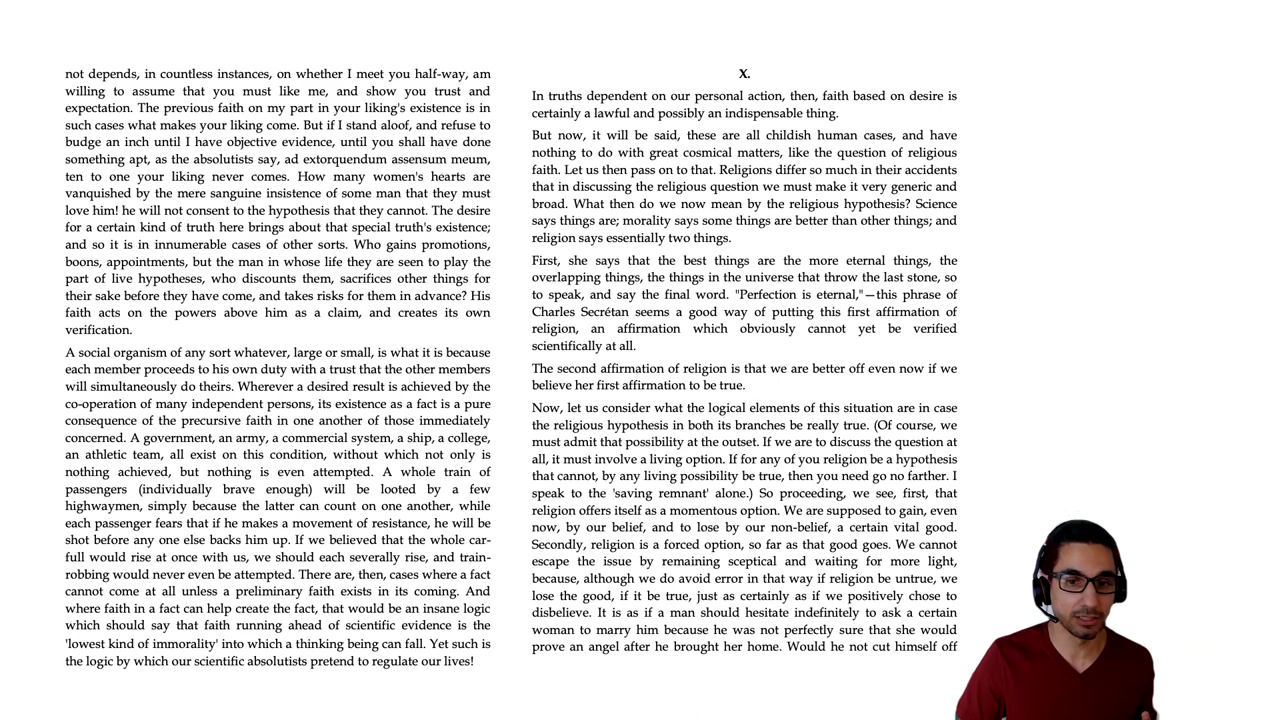 not depends, in countless instances, on whether I meet you half-way, am
willing to assume that you must like me, and show you trust and
expectation. The previous faith on my part in your liking's existence is in
such cases what makes your liking come. But if I stand aloof, and refuse to
budge an inch until I have objective evidence, until you shall have done
something apt, as the absolutists say, ad extorquendum assensum meum,
ten to one your liking never comes. How many women's hearts are
vanquished by the mere sanguine insistence of some man that they must
love him! he will not consent to the hypothesis that they cannot. The desire
for a certain kind of truth here brings about that special truth's existence;
and so it is in innumerable cases of other sorts. Who gains promotions,
boons, appointments, but the man in whose life they are seen to play the
part of live hypotheses, who discounts them, sacrifices other things for
their sake before they have come, and takes risks for them in advance? His
faith acts on the powers above him as a claim, and creates its own
verification.
A social organism of any sort whatever, large or small, is what it is because
each member proceeds to his own duty with a trust that the other members
will simultaneously do theirs. Wherever a desired result is achieved by the
co-operation of many independent persons, its existence as a fact is a pure
consequence of the precursive faith in one another of those immediately
concerned. A government, an army, a commercial system, a ship, a college,
an athletic team, all exist on this condition, without which not only is
nothing achieved, but nothing is even attempted. A whole train of
passengers (individually brave enough) will be looted by a few
highwaymen, simply because the latter can count on one another, while
each passenger fears that if he makes a movement of resistance, he will be
shot before any one else backs him up. If we believed that the whole car-
full would rise at once with us, we should each severally rise, and train-
robbing would never even be attempted. There are, then, cases where a fact
cannot come at all unless a preliminary faith exists in its coming. And
where faith in a fact can help create the fact, that would be an insane logic
which should say that faith running ahead of scientific evidence is the
'lowest kind of immorality' into which a thinking being can fall. Yet such is
the logic by which our scientific absolutists pretend to regulate our lives!
X.
In truths dependent on our personal action, then, faith based on desire is
certainly a lawful and possibly an indispensable thing.
But now, it will be said, these are all childish human cases, and have
nothing to do with great cosmical matters, like the question of religious
faith. Let us then pass on to that. Religions differ so much in their accidents
that in discussing the religious question we must make it very generic and
broad. What then do we now mean by the religious hypothesis? Science
says things are; morality says some things are better than other things; and
religion says essentially two things.
First, she says that the best things are the more eternal things, the
overlapping things, the things in the universe that throw the last stone, so
to speak, and say the final word. "Perfection is eternal,"—this phrase of
Charles Secrétan seems a good way of putting this first affirmation of
religion, an affirmation which obviously cannot yet be verified
scientifically at all.
The second affirmation of religion is that we are better off even now if we
believe her first affirmation to be true.
Now, let us consider what the logical elements of this situation are in case
the religious hypothesis in both its branches be really true. (Of course, we
must admit that possibility at the outset. If we are to discuss the question at
all, it must involve a living option. If for any of you religion be a hypothesis
that cannot, by any living possibility be true, then you need go no farther. I
speak to the 'saving remnant' alone.) So proceeding, we see, first, that
religion offers itself as a momentous option. We are supposed to gain, even
now, by our belief, and to lose by our non-belief, a certain vital good.
Secondly, religion is a forced option, so far as that good goes. We cannot
escape the issue by remaining sceptical and waiting for more light,
because, although we do avoid error in that way if religion be untrue, we
lose the good, if it be true, just as certainly as if we positively chose to
disbelieve. It is as if a man should hesitate indefinitely to ask a certain
woman to marry him because he was not perfectly sure that she would
prove an angel after he brought her home. Would he not cut himself off